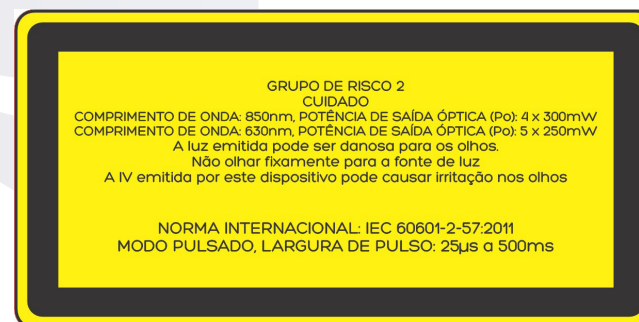 GRUPO DE RISCO 2
CUIDADO
COMPRIMENTO DE ONDA: 850nm, POTÊNCIA DE SAÍDA ÓPTICA (Po): 4 x 300mW
COMPRIMENTO DE ONDA: 630nm, POTÊNCIA DE SAÍDA ÓPTICA (Po): 5 x 250mW
A luz emitida pode ser danosa para os olhos.
Não olhar fixamente para a fonte de luz
A IV emitida por este dispositivo pode causar irritação nos olhos
NORMA INTERNACIONAL: IEC 60601-2-57:2011
MODO PULSADO, LARGURA DE PULSO: 25µs a 500ms